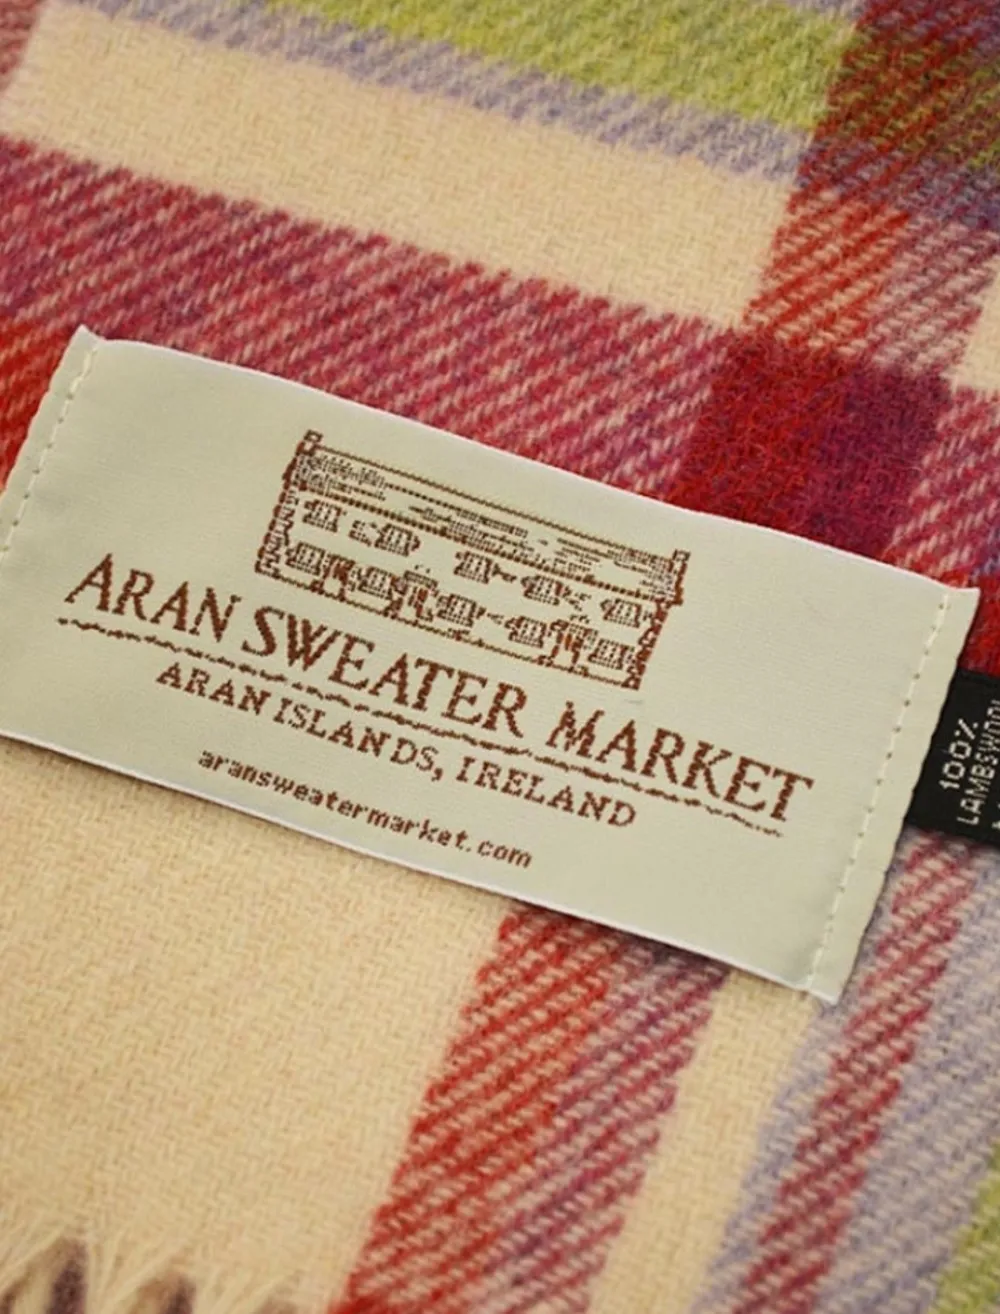 ARAN SWEATER MARKET
ARAN ISLANDS, IRELAND
aransweatermarket.com
100%
LAMBSWOOL